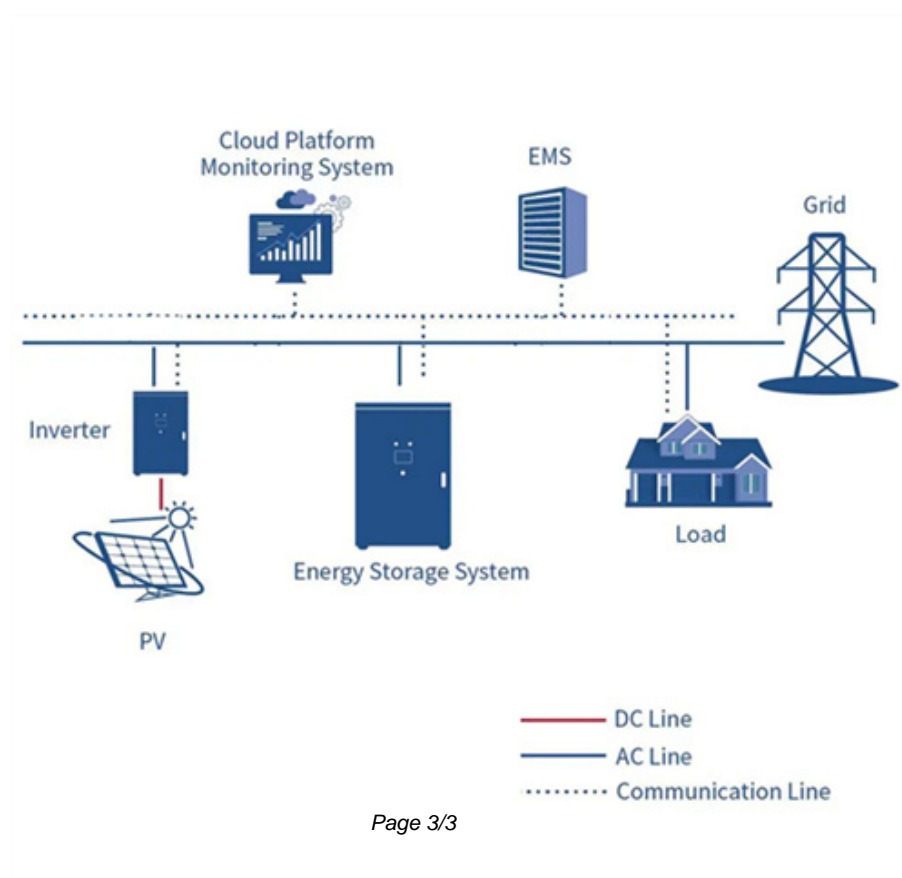 Cloud Platform
Monitoring System
EMS
Grid
Inverter
Load
Energy Storage System
PV
DC Line
AC Line
Communication Line
Page 3/3